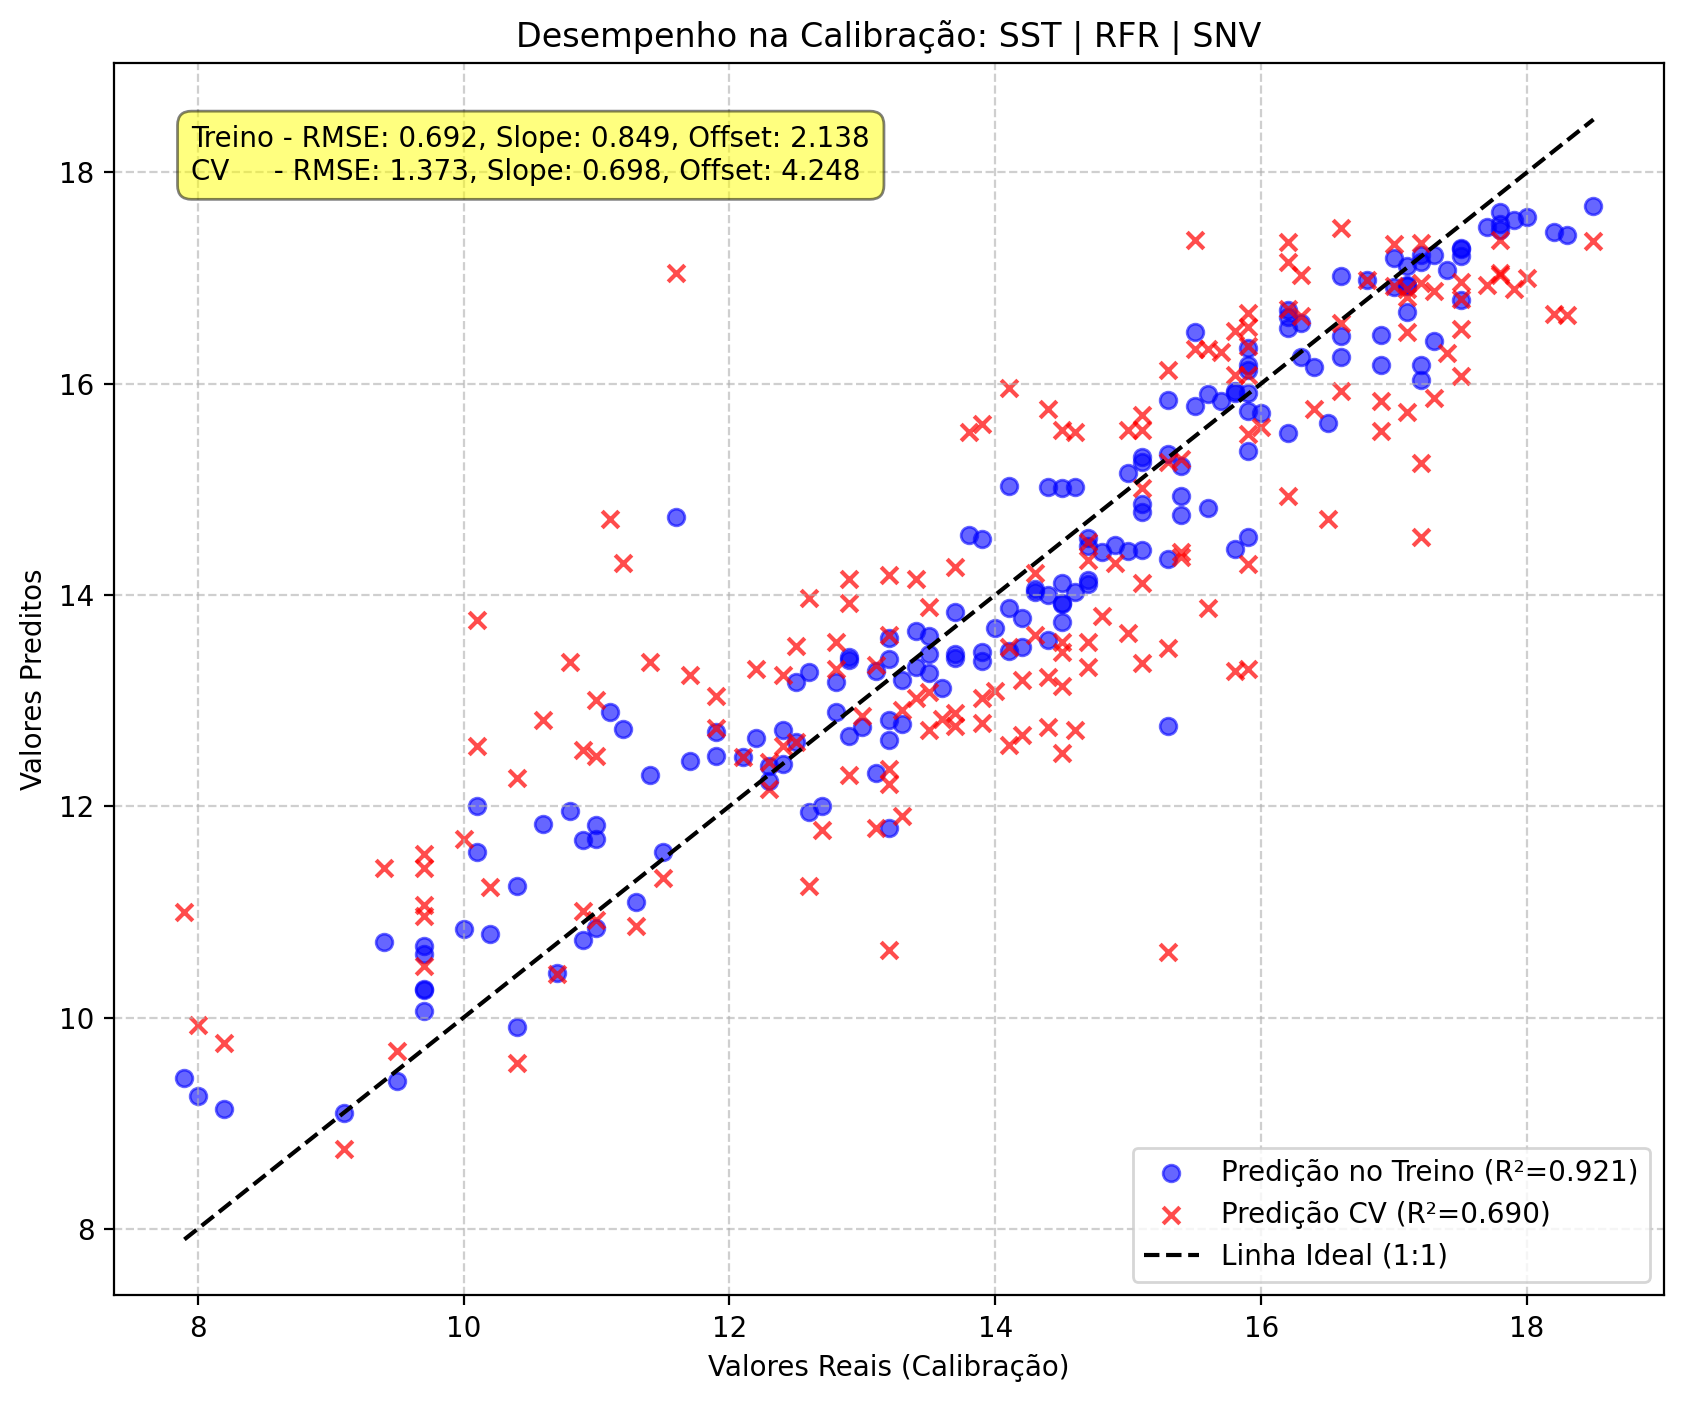 Desempenho na Calibração: SST | RFR | SNV
Treino - RMSE: 0.692, Slope: 0.849, Offset: 2.138
CV     - RMSE: 1.373, Slope: 0.698, Offset: 4.248
Valores Preditos
18
16
14
12
10
8
Predição no Treino (R²=0.921)
Predição CV (R²=0.690)
Linha Ideal (1:1)
8 10 12 14 16 18
Valores Reais (Calibração)